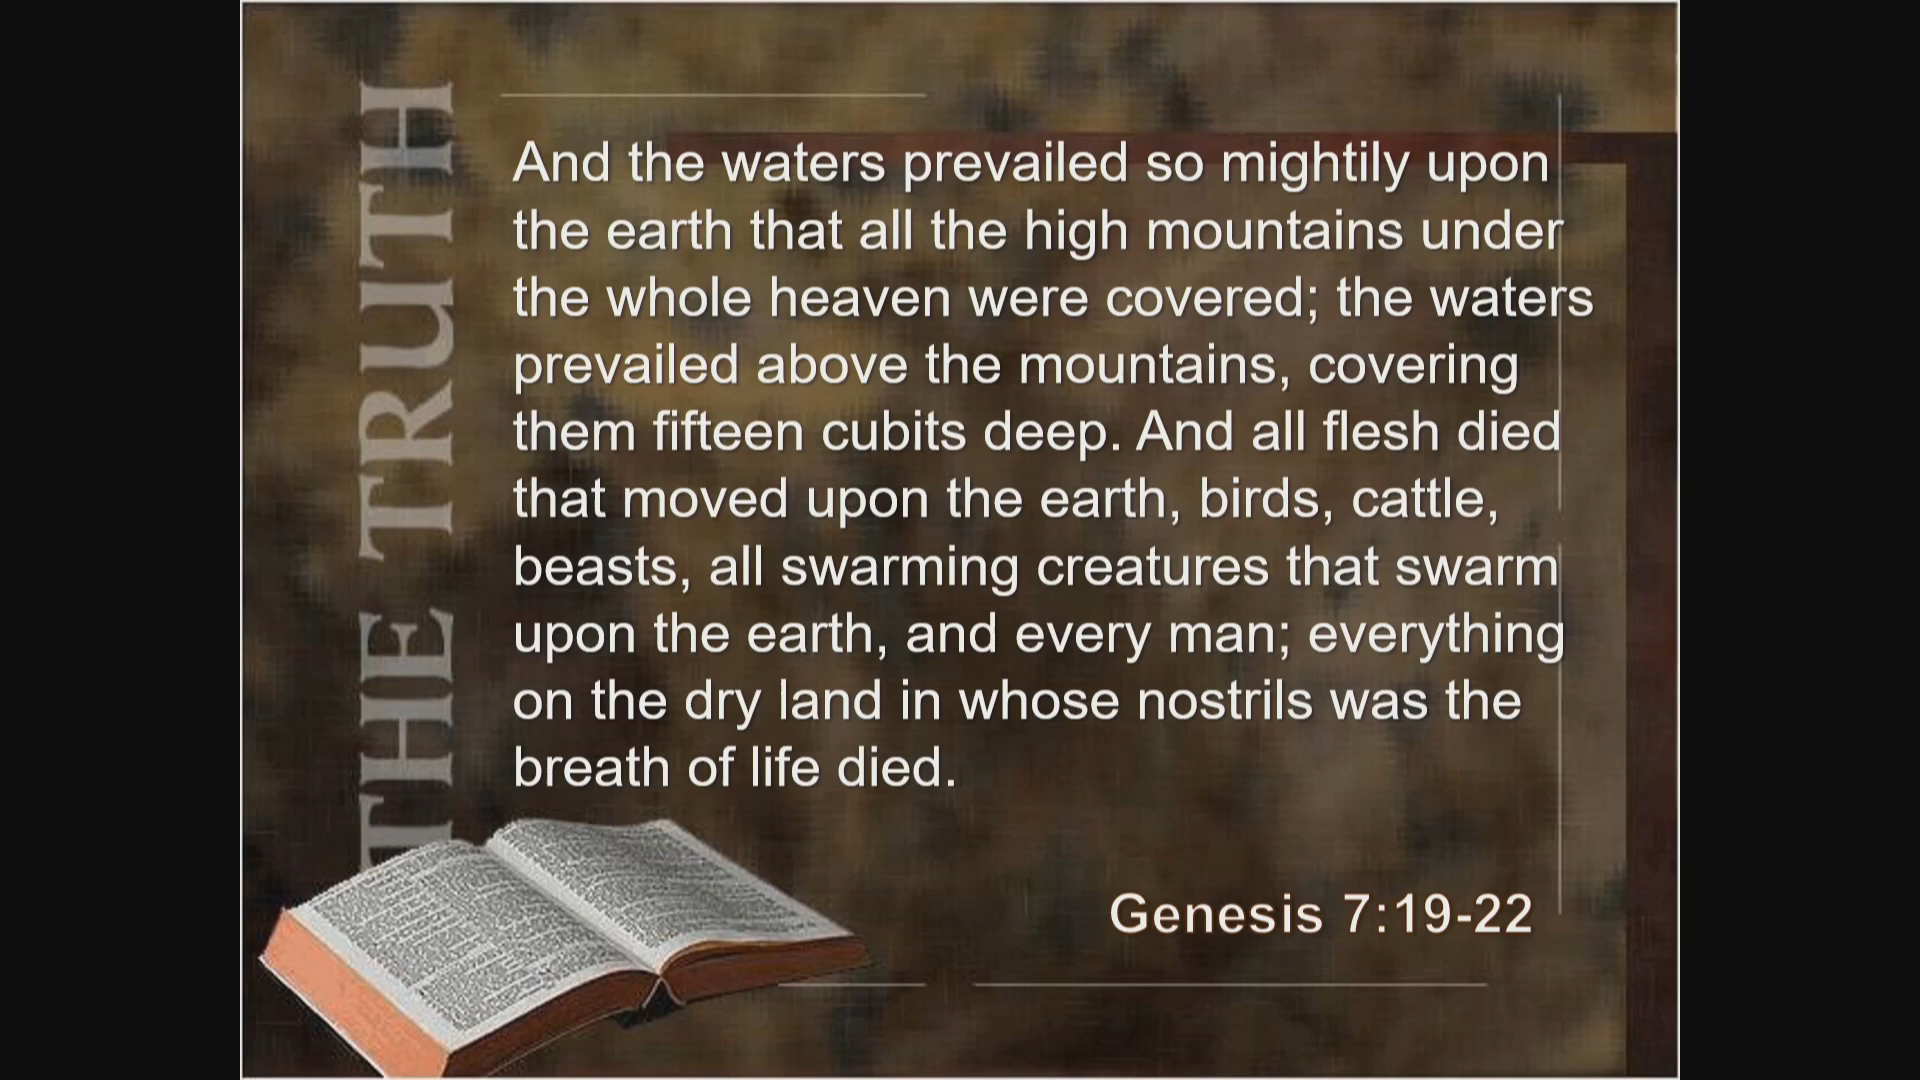 THE TRUTH
And the waters prevailed so mightily upon
the earth that all the high mountains under
the whole heaven were covered; the waters
prevailed above the mountains, covering
them fifteen cubits deep. And all flesh died
that moved upon the earth, birds, cattle,
beasts, all swarming creatures that swarm
upon the earth, and every man; everything
on the dry land in whose nostrils was the
breath of life died.
Genesis 7:19-22